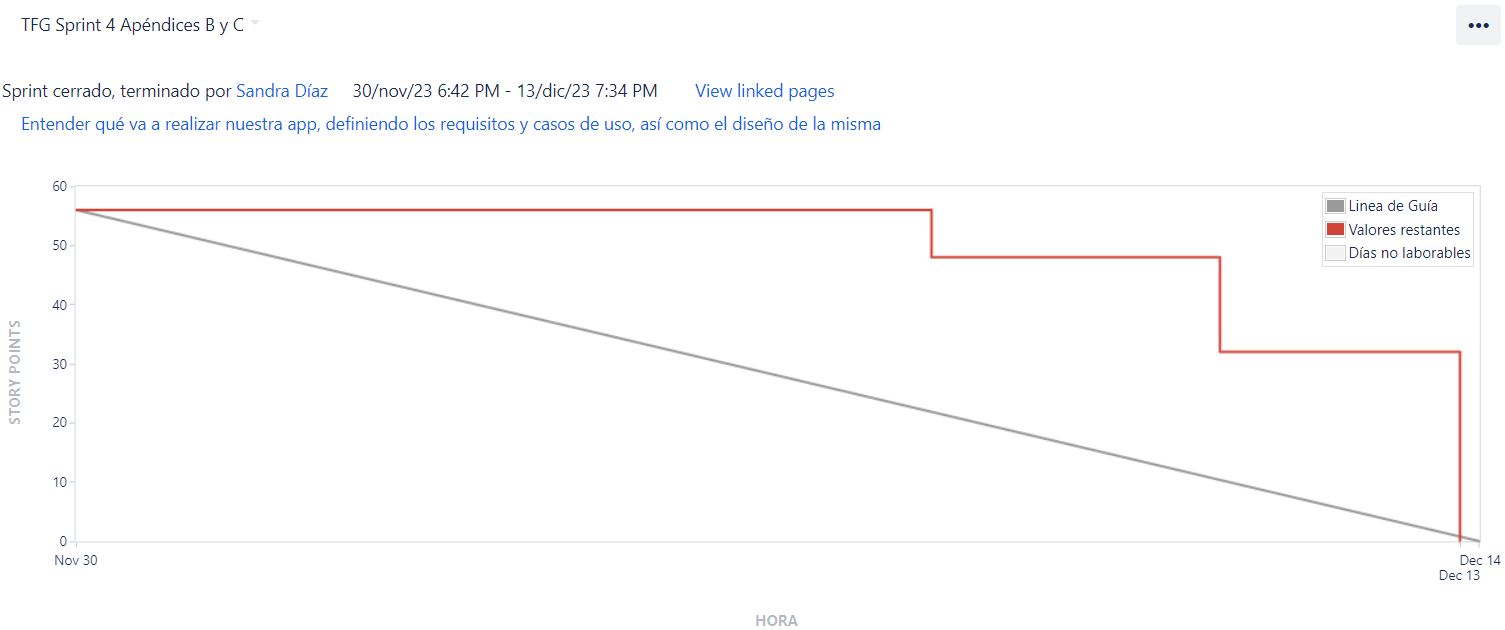 TFG Sprint 4 Apéndices B y C
Sprint cerrado, terminado por Sandra Díaz 30/nov/23 6:42 PM - 13/dic/23 7:34 PM View linked pages
Entender qué va a realizar nuestra app, definiendo los requisitos y casos de uso, así como el diseño de la misma
60
Linea de Guía
Valores restantes
Días no laborables
50
40
30
20
10
0
STORY POINTS
Nov 30
Dec 14
Dec 13
HORA